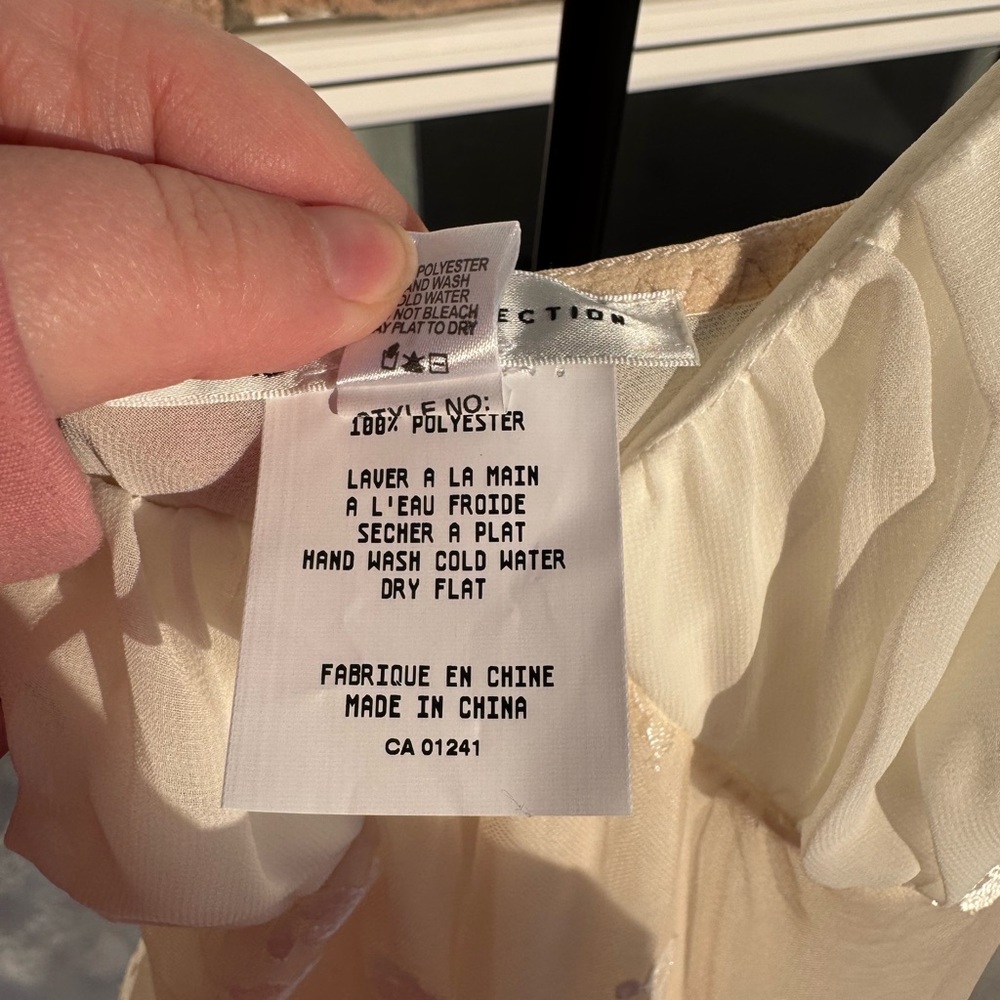 POLYESTER
AND WASH
OLD WATER
NOT BLEACH
AY FLAT TO DRY
ECTION
STYLE NO:
100% POLYESTER
LAVER A LA MAIN
A L'EAU FROIDE
SECHER A PLAT
HAND WASH COLD WATER
DRY FLAT
FABRIQUE EN CHINE
MADE IN CHINA
CA 01241